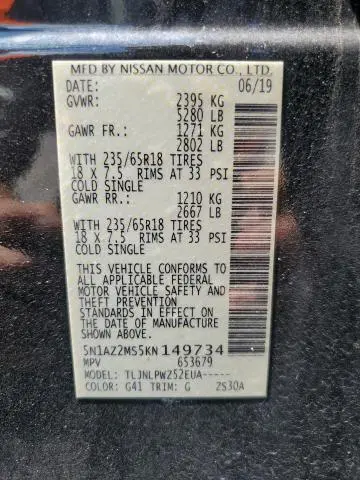 MFD BY NISSAN MOTOR CO., LTD.
DATE: 06/19
GVWR: 2395 KG
5280 LB
GAWR FR.: 1271 KG
2802 LB
WITH 235/65R18 TIRES
18 X 7.5 RIMS AT 33 PSI
COLD SINGLE
GAWR RR.: 1210 KG
2667 LB
WITH 235/65R18 TIRES
18 X 7.5 RIMS AT 33 PSI
COLD SINGLE
THIS VEHICLE CONFORMS TO
ALL APPLICABLE FEDERAL
MOTOR VEHICLE SAFETY AND
THEFT PREVENTION
STANDARDS IN EFFECT ON
THE DATE OF MANUFACTURE
SHOWN ABOVE.
5N1AZ2MS5KN149734
MPV 653679
MODEL: TLJNLPWZ52EUA-----
COLOR: G41 TRIM: G 2S30A